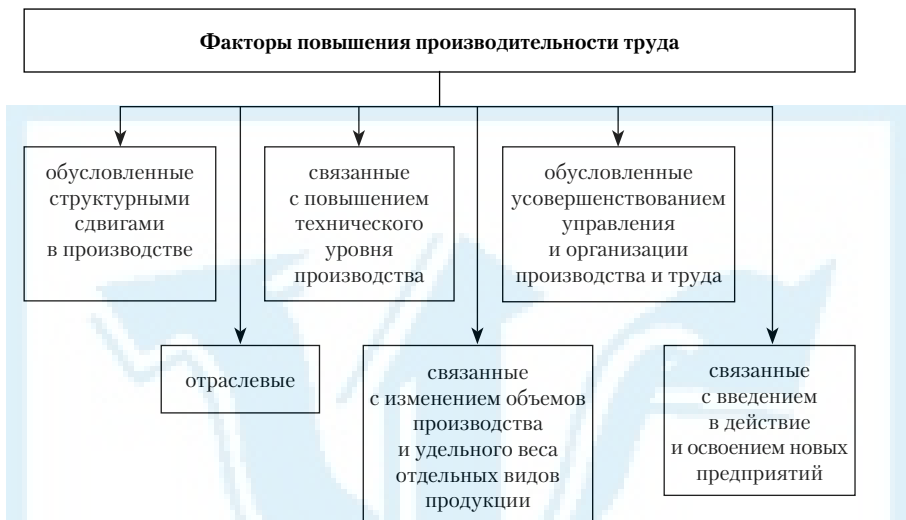 Факторы повышения производительности труда
обусловленные
структурными
сдвигами
в производстве
связанные
с повышением
технического
уровня
производства
обусловленные
усовершенствованием
управления
и организации
производства и труда
отраслевые
связанные
с изменением объемов
производства
и удельного веса
отдельных видов
продукции
связанные
с введением
в действие
и освоением новых
предприятий